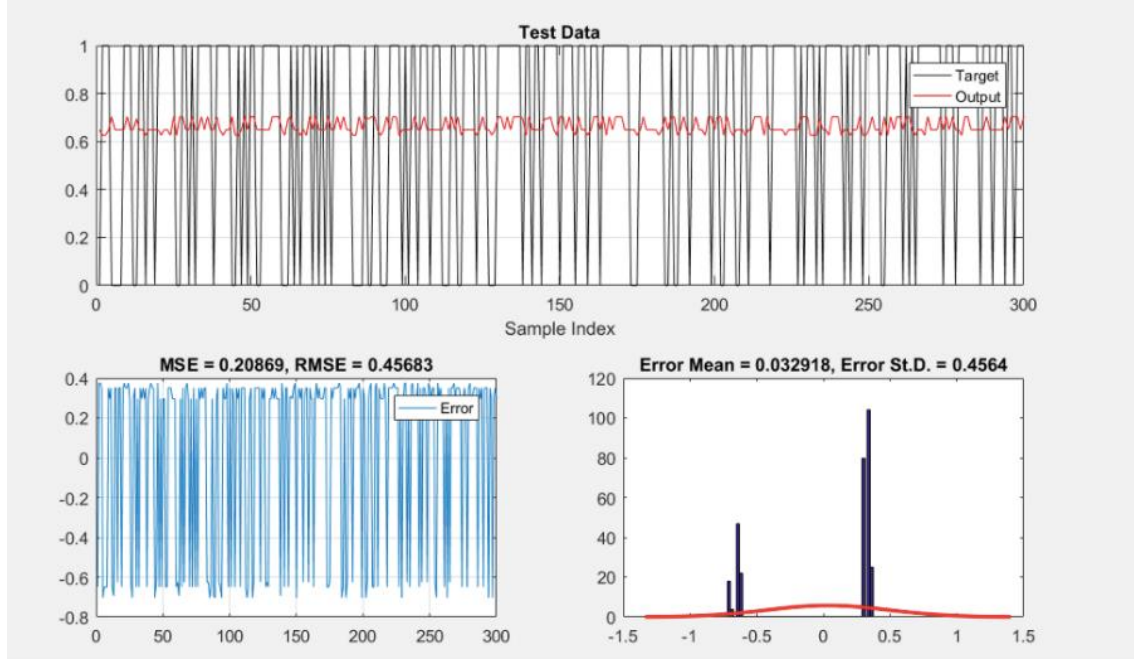 Test Data
1
0.8
0.6
0.4
0.2
0
Target
Output
0 50 100 150 200 250 300
Sample Index
MSE = 0.20869, RMSE = 0.45683
0.4
0.2
0
-0.2
-0.4
-0.6
-0.8
Error
0 50 100 150 200 250 300
Error Mean = 0.032918, Error St.D. = 0.4564
120
100
80
60
40
20
0
-1.5 -1 -0.5 0 0.5 1 1.5